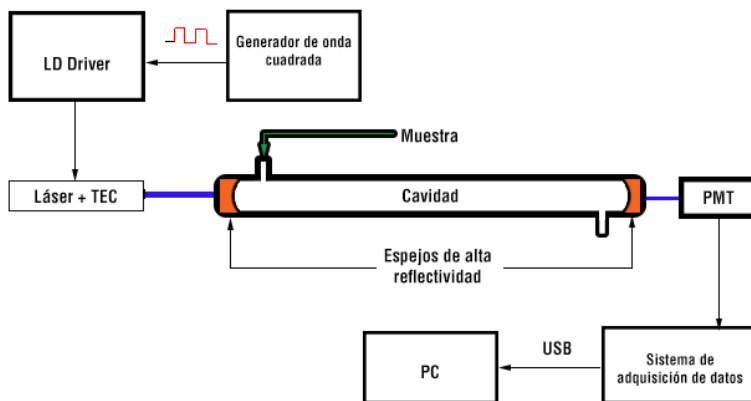 LD Driver
Generador de onda
cuadrada
Muestra
Láser + TEC
Cavidad
PMT
Espejos de alta
reflectividad
PC
USB
Sistema de
adquisición de datos